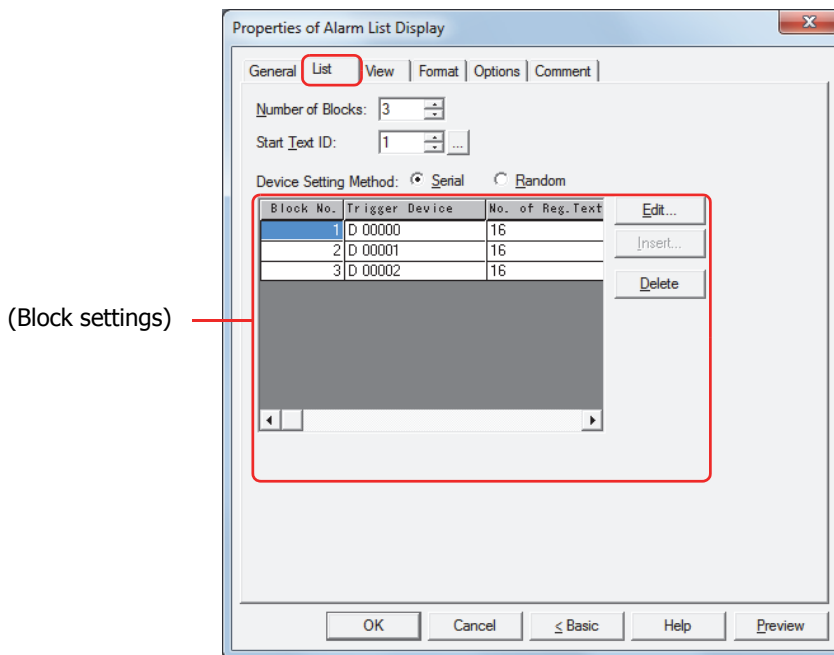 Properties of Alarm List Display
General List View Format Options Comment
Number of Blocks: 3
Start Text ID: 1 ...
Device Setting Method: Serial Random
Block No. Trigger Device No. of Reg.Text
1 D 00000 16
2 D 00001 16
3 D 00002 16
Edit...
Insert...
Delete
(Block settings)
OK Cancel < Basic Help Preview